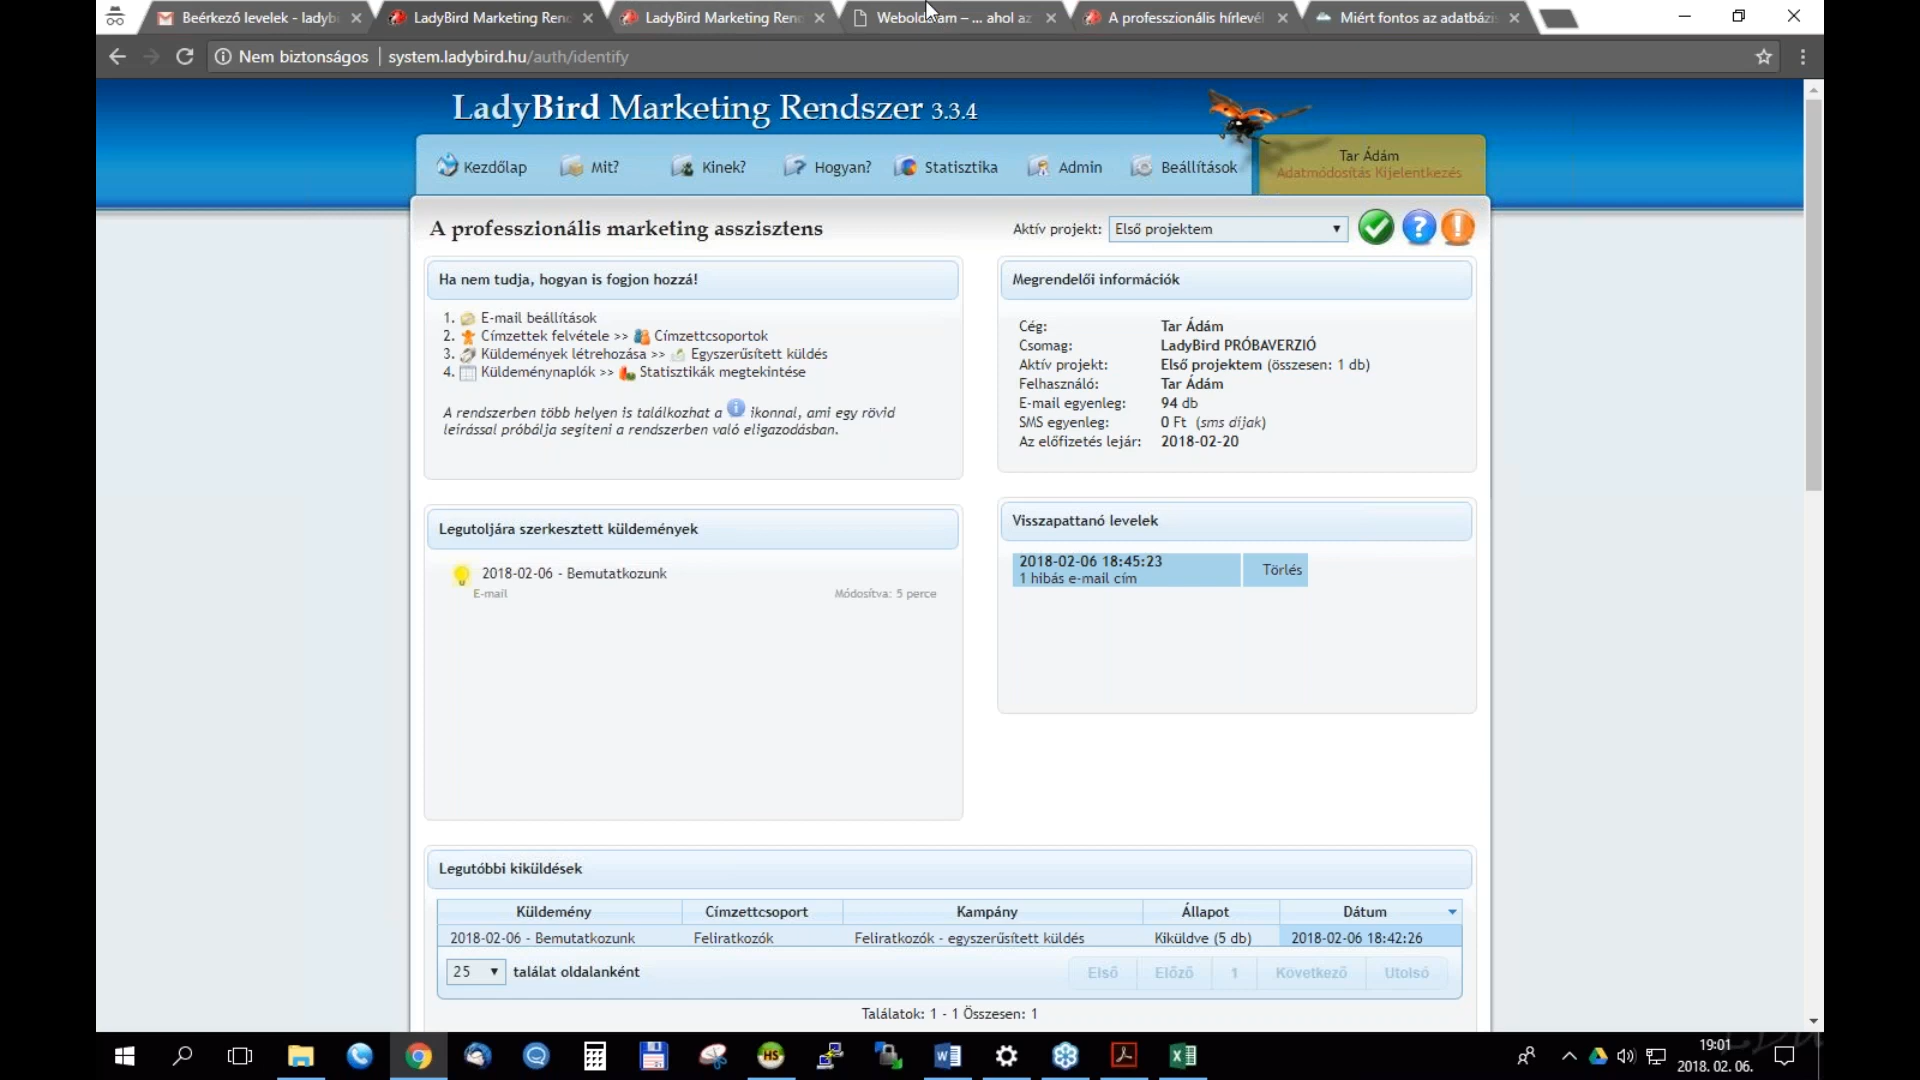 Beérkező levelek - ladybi
LadyBird Marketing Ren
LadyBird Marketing Ren
am – ... ahol az
A professzionális hírlevé
Miért fontos az adatbázi
Nem biztonságos | system.ladybird.hu/auth/identify
LadyBird Marketing Rendszer 3.3.4
Kezdőlap
Mit?
Kinek?
Hogyan?
Statisztika
Admin
Beállítások
Tar Ádám
Adatmódosítás Kijelentkezés
A professzionális marketing asszisztens
Aktív projekt: Első projektem
Ha nem tudja, hogyan is fogjon hozzá!
1. E-mail beállítások
2. Címzettek felvétele >> Címzettcsoportok
3. Küldemények létrehozása >> Egyszerűsített küldés
4. Küldeménynaplók >> Statisztikák megtekintése
A rendszerben több helyen is találkozhat a i ikonnal, ami egy rövid
leírással próbálja segíteni a rendszerben való eligazodásban.
Megrendelői információk
Cég: Tar Ádám
Csomag: LadyBird PRÓBAVERZIÓ
Aktív projekt: Első projektem (összesen: 1 db)
Felhasználó: Tar Ádám
E-mail egyenleg: 94 db
SMS egyenleg: 0 Ft (sms díjak)
Az előfizetés lejár: 2018-02-20
Legutoljára szerkesztett küldemények
2018-02-06 - Bemutatkozunk
E-mail
Módosítva: 5 perce
Visszapattanó levelek
2018-02-06 18:45:23
1 hibás e-mail cím
Törlés
Legutóbbi kiküldések
Küldemény Címzettcsoport Kampány Állapot Dátum
2018-02-06 - Bemutatkozunk Feliratkozók Feliratkozók - egyszerűsített küldés Kiküldve (5 db) 2018-02-06 18:42:26
25 találat oldalanként
Első Előző 1 Következő Utolsó
Találatok: 1 - 1 Összesen: 1
HS
19:01
2018. 02. 06.